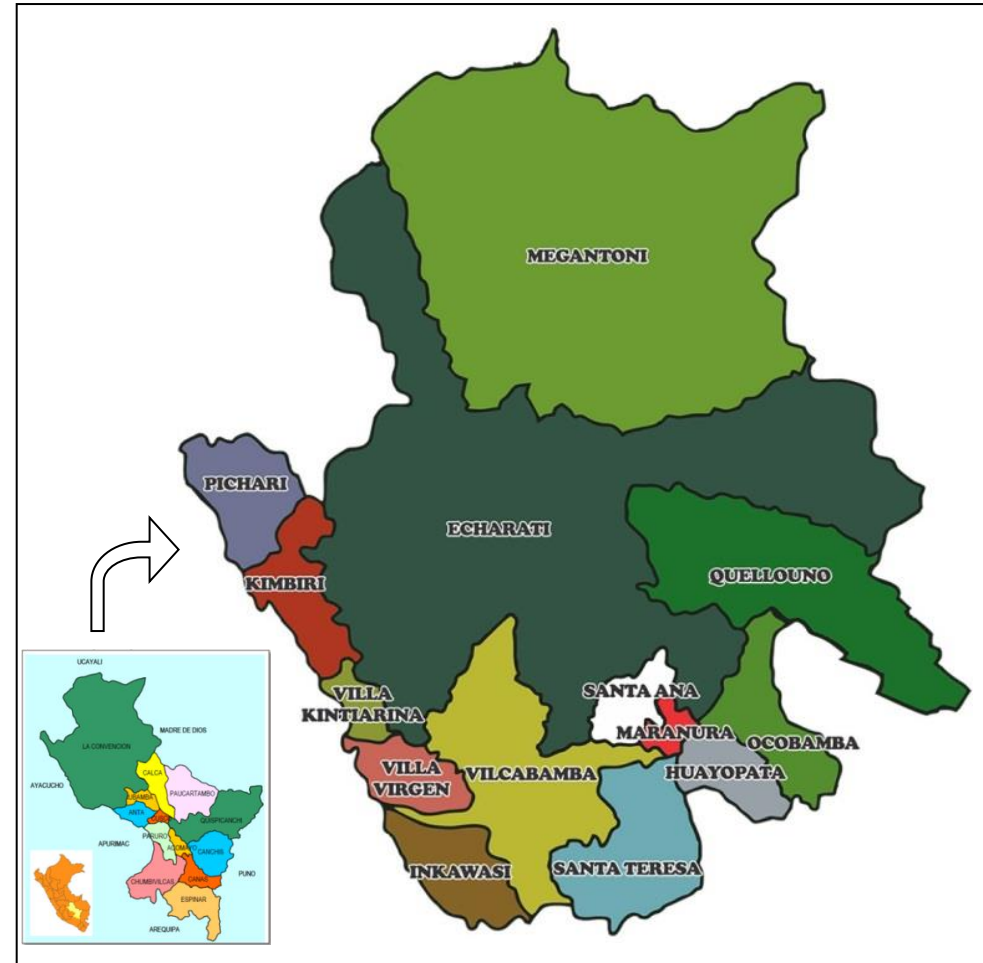 MEGANTONI
PICHARI
ECHARATI
KIMBIRI
QUELLOUNO
VILLA
KINTIARINA
SANTA ANA
MARANURA
OCOBAMBA
VILLA
VIRGEN
VILCABAMBA
HUAYOPATA
INKAWASI
SANTA TERESA
UCAYALI
MADRE DE DIOS
LA CONVENCION
CALCA
AYACUCHO
PAUCARTAMBO
ANTA
QUISPICANCHI
PARURO
APURIMAC
ACOMAYO
CANCHIS
CHUMBIVILCAS
CANAS
PUNO
ESPINAR
AREQUIPA